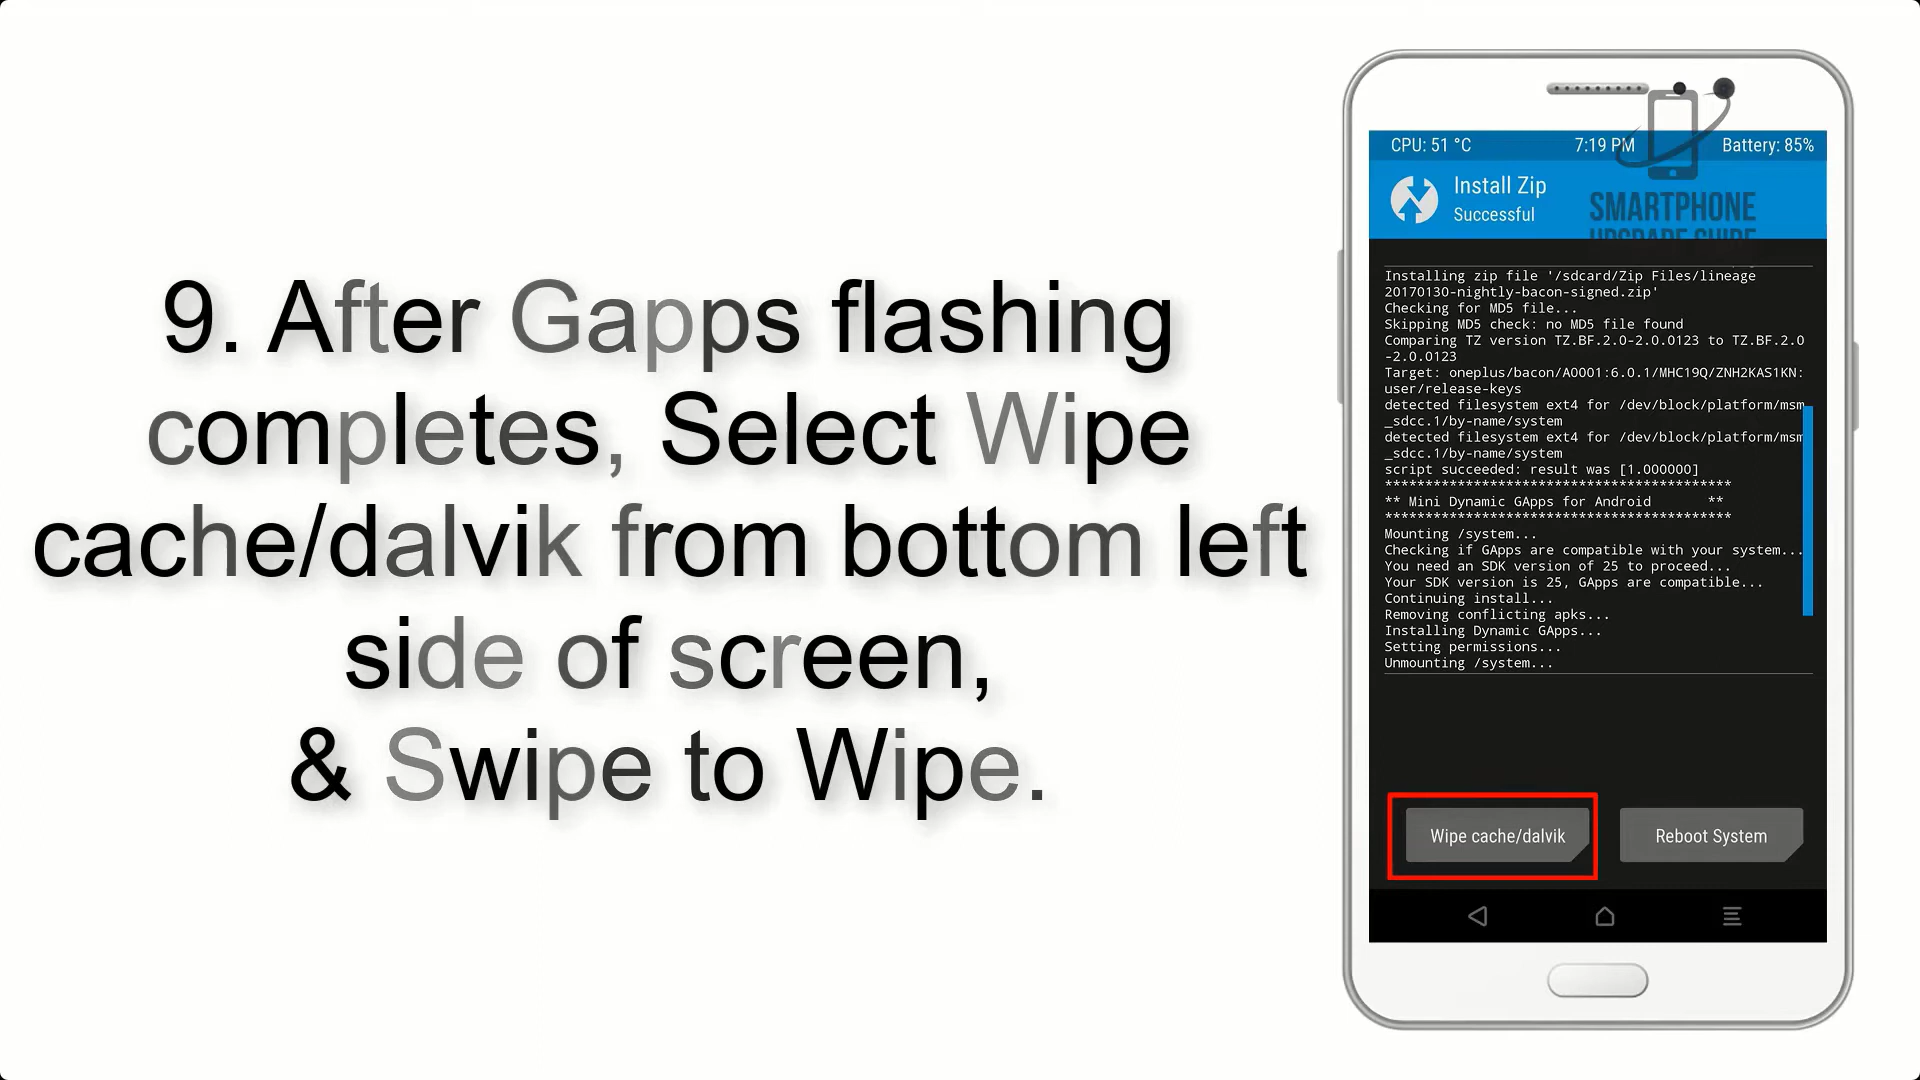 9. After Gapps flashing
completes, Select Wipe
cache/dalvik from bottom left
side of screen,
& Swipe to Wipe.
CPU: 51 °C 7:19 PM Battery: 85%
Install Zip
Successful
SMARTPHONE
UPGRADE GUIDE
Installing zip file '/sdcard/Zip Files/lineage
20170130-nightly-bacon-signed.zip'
Checking for MD5 file...
Skipping MD5 check: no MD5 file found
Comparing TZ version TZ.BF.2.0-2.0.0123 to TZ.BF.2.0
-2.0.0123
Target: oneplus/bacon/A0001:6.0.1/MHC19Q/ZNH2KAS1KN:
user/release-keys
detected filesystem ext4 for /dev/block/platform/msm
_sdcc.1/by-name/system
detected filesystem ext4 for /dev/block/platform/msm
_sdcc.1/by-name/system
script succeeded: result was [1.000000]
*******************************************
** Mini Dynamic GApps for Android **
*******************************************
Mounting /system...
Checking if GApps are compatible with your system...
You need an SDK version of 25 to proceed...
Your SDK version is 25, GApps are compatible...
Continuing install...
Removing conflicting apks...
Installing Dynamic GApps...
Setting permissions...
Unmounting /system...
Wipe cache/dalvik Reboot System